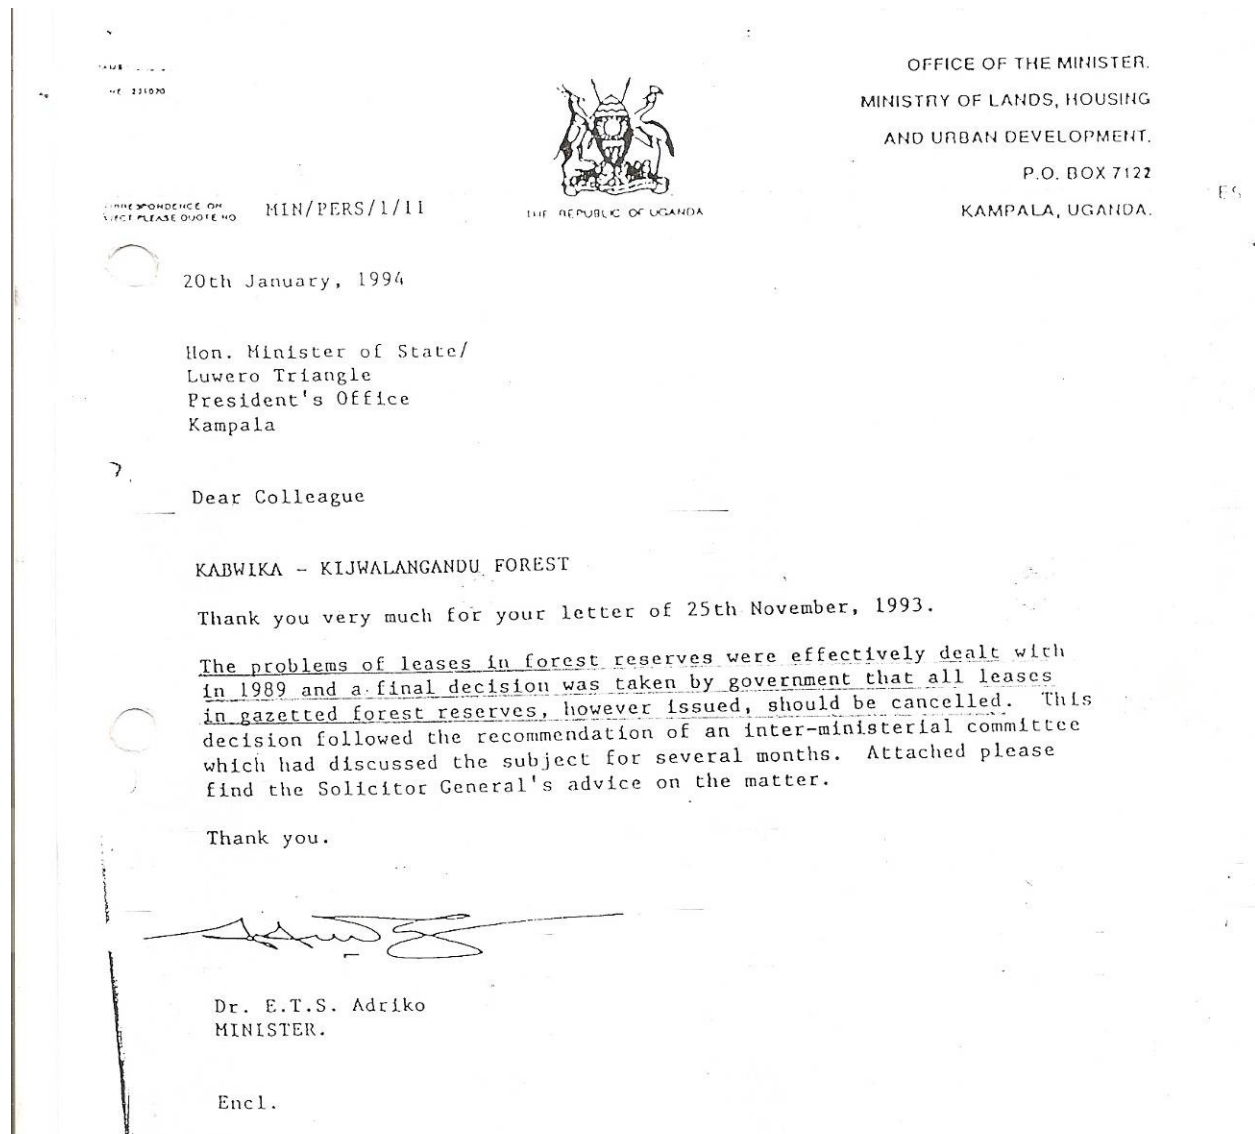 OFFICE OF THE MINISTER.
MINISTRY OF LANDS, HOUSING
AND URBAN DEVELOPMENT.
P.O. BOX 7122
KAMPALA, UGANDA.
THE REPUBLIC OF UGANDA
PLEASE QUOTE NO
MIN/PERS/1/11
ES
20th January, 1994
Hon. Minister of State/
Luwero Triangle
President's Office
Kampala
Dear Colleague
KABWIKA - KIJWALANGANDU FOREST
Thank you very much for your letter of 25th November, 1993.
The problems of leases in forest reserves were effectively dealt with
in 1989 and a final decision was taken by government that all leases
in gazetted forest reserves, however issued, should be cancelled. This
decision followed the recommendation of an inter-ministerial committee
which had discussed the subject for several months. Attached please
find the Solicitor General's advice on the matter.
Thank you.
Dr. E.T.S. Adriko
MINISTER.
Encl.